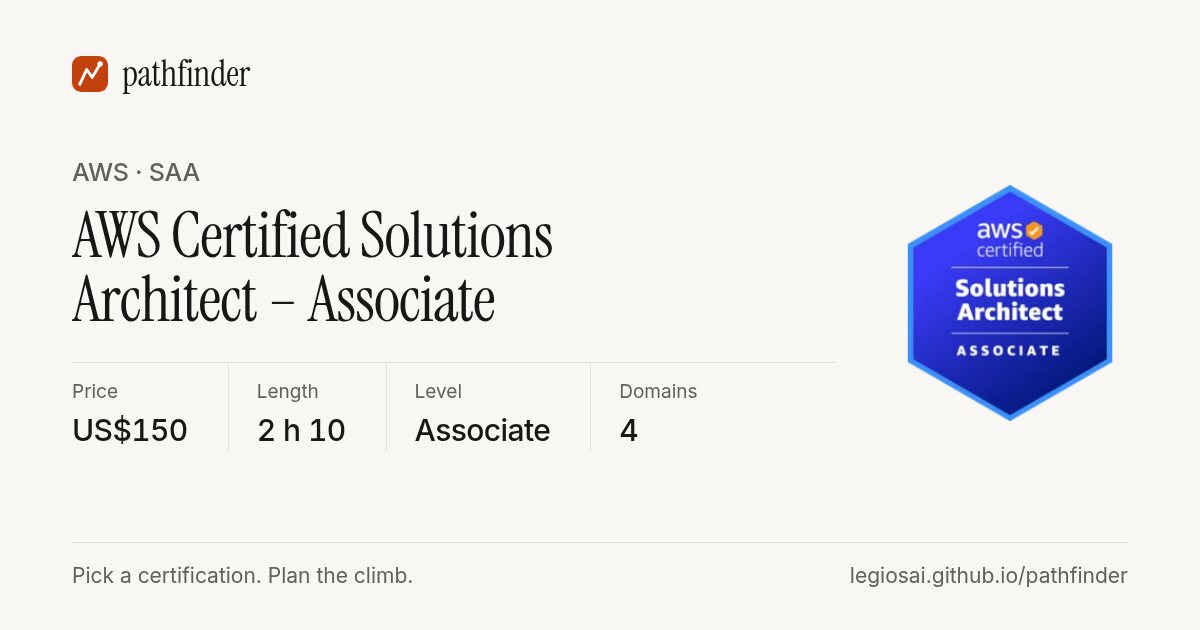 pathfinder
AWS · SAA
AWS Certified Solutions
Architect – Associate
aws
certified
Solutions
Architect
ASSOCIATE
Price
Length
Level
Domains
US$150
2 h 10
Associate
4
Pick a certification. Plan the climb.
legiosai.github.io/pathfinder